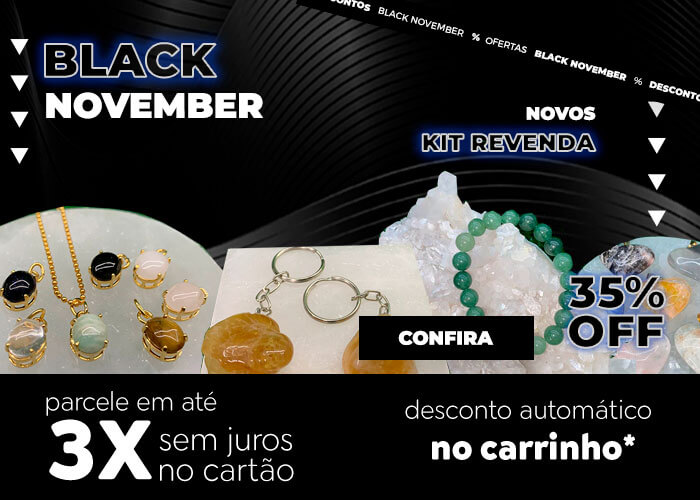 CONTOS BLACK NOVEMBER % OFERTAS BLACK NOVEMBER % DESCONTO
BLACK
NOVEMBER
NOVOS
KIT REVENDA
35%
OFF
CONFIRA
parcele em até
3X sem juros
no cartão
desconto automático
no carrinho*